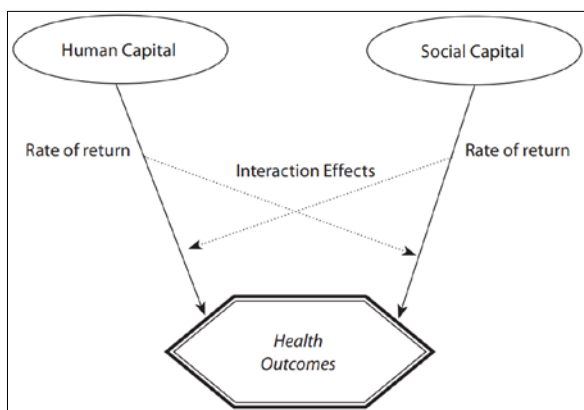 Human Capital
Social Capital
Rate of return
Rate of return
Interaction Effects
Health
Outcomes